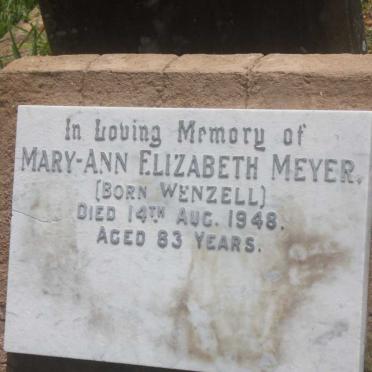 In Loving Memory of
MARY-ANN ELIZABETH MEYER.
(BORN WENZELL)
DIED 14TH AUG. 1948.
AGED 83 YEARS.